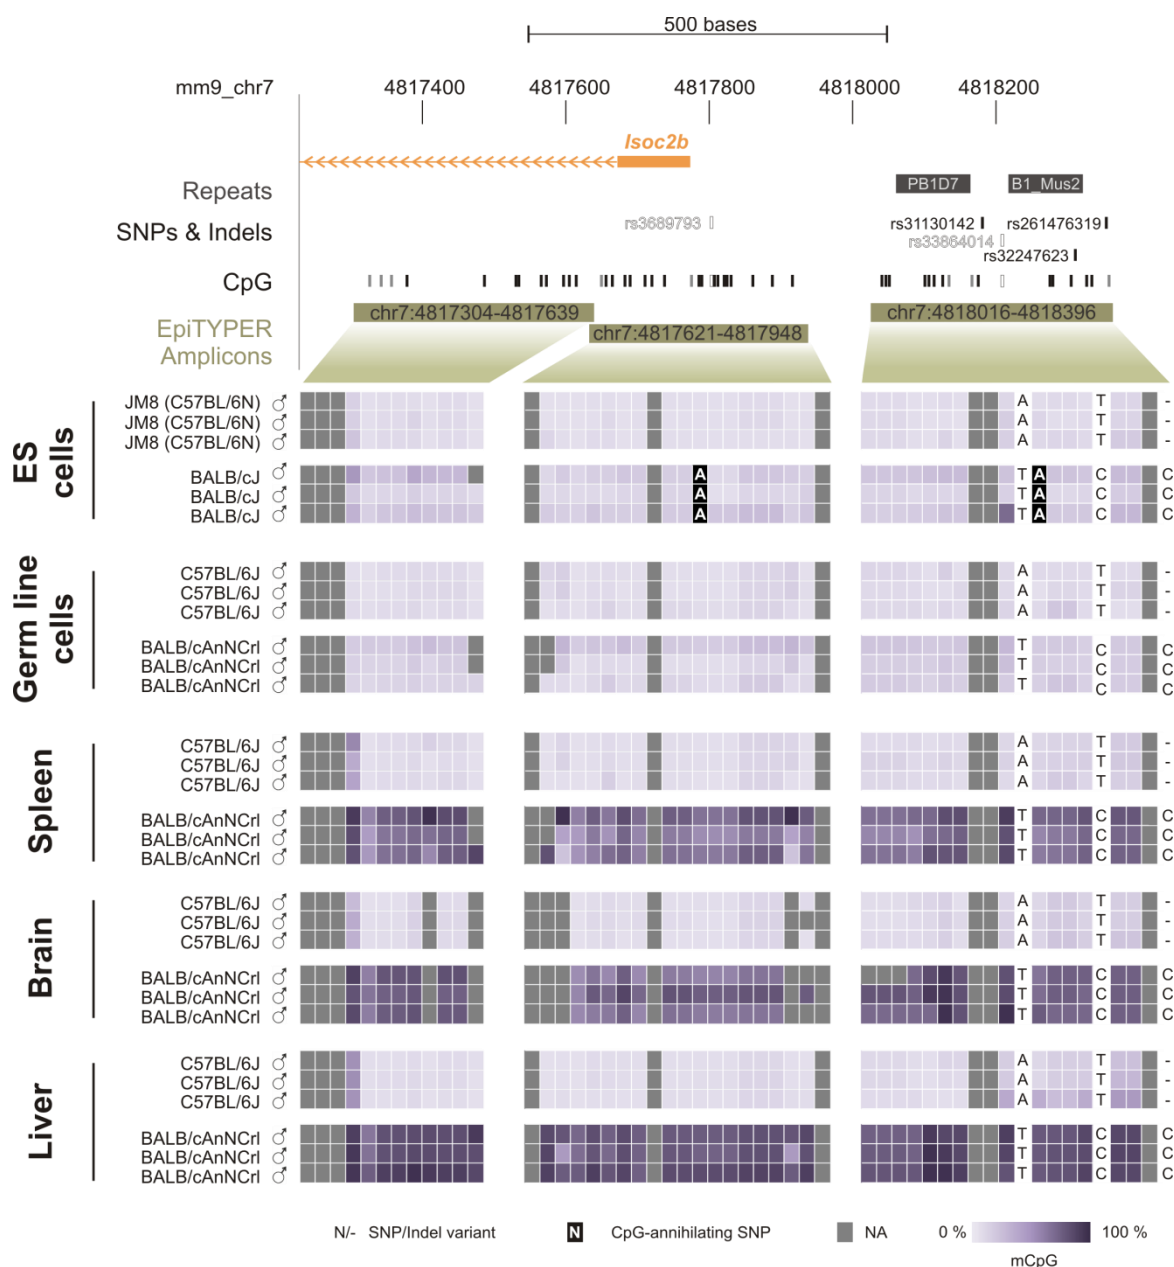 500 bases
mm9_chr7 4817400 4817600 4817800 4818000 4818200
Isoc2b
Repeats PB1D7 B1_Mus2
SNPs & Indels rs3689793 rs31130142 rs261476319
rs33864014
rs32247623
CpG
EpiTYPER
Amplicons
chr7:4817304-4817639 chr7:4818016-4818396
chr7:4817621-4817948
ES
cells
JM8 (C57BL/6N) ♂ A T -
JM8 (C57BL/6N) ♂ A T -
JM8 (C57BL/6N) ♂ A T -
BALB/cJ ♂ A T A C C
BALB/cJ ♂ A T A C C
BALB/cJ ♂ A T A C C
Germ line
cells
C57BL/6J ♂ A T -
C57BL/6J ♂ A T -
C57BL/6J ♂ A T -
BALB/cAnNCrl ♂ T C C
BALB/cAnNCrl ♂ T C C
BALB/cAnNCrl ♂ T C C
Spleen
C57BL/6J ♂ A T -
C57BL/6J ♂ A T -
C57BL/6J ♂ A T -
BALB/cAnNCrl ♂ T C C
BALB/cAnNCrl ♂ T C C
BALB/cAnNCrl ♂ T C C
Brain
C57BL/6J ♂ A T -
C57BL/6J ♂ A T -
C57BL/6J ♂ A T -
BALB/cAnNCrl ♂ T C C
BALB/cAnNCrl ♂ T C C
BALB/cAnNCrl ♂ T C C
Liver
C57BL/6J ♂ A T -
C57BL/6J ♂ A T -
C57BL/6J ♂ A T -
BALB/cAnNCrl ♂ T C C
BALB/cAnNCrl ♂ T C C
BALB/cAnNCrl ♂ T C C
N/- SNP/Indel variant N CpG-annihilating SNP NA 0 % 100 %
mCpG